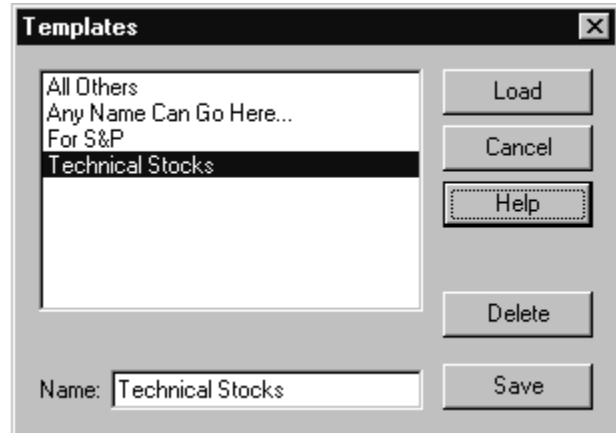 Templates
All Others
Any Name Can Go Here...
For S&P
Technical Stocks
Load
Cancel
Help
Delete
Name: Technical Stocks
Save